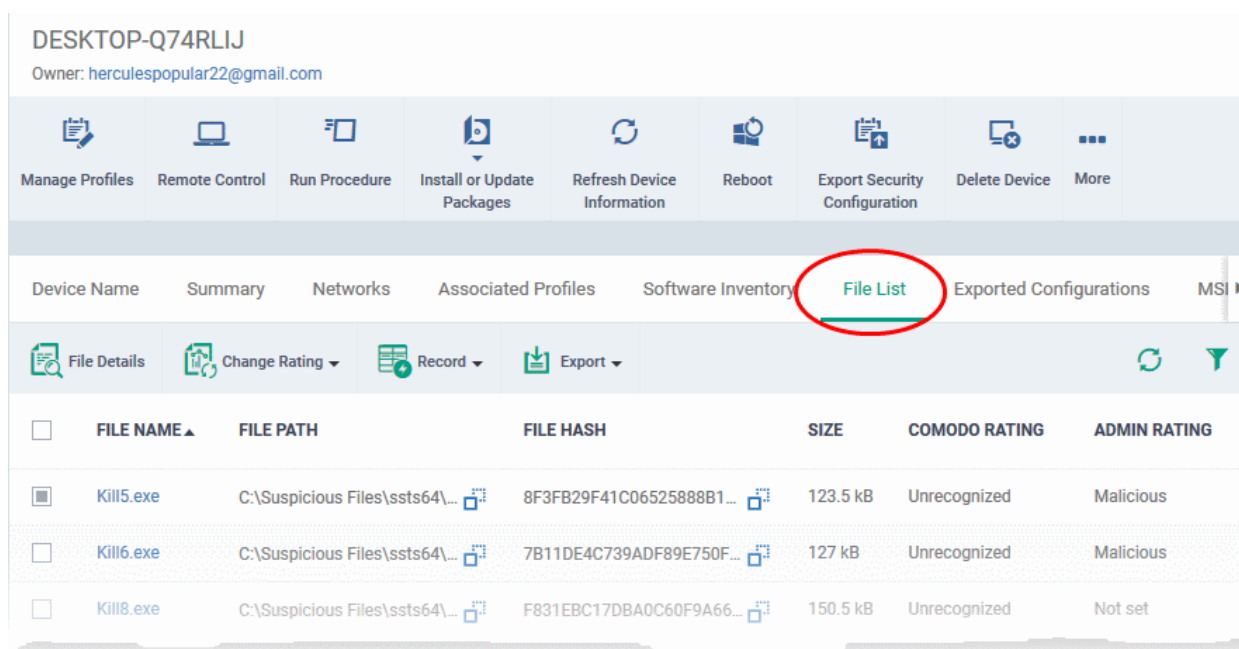 DESKTOP-Q74RLIJ
Owner: herculespopular22@gmail.com
Manage Profiles Remote Control Run Procedure Install or Update Packages Refresh Device Information Reboot Export Security Configuration Delete Device More
Device Name Summary Networks Associated Profiles Software Inventory File List Exported Configurations MSI
File Details Change Rating Record Export
FILE NAME FILE PATH FILE HASH SIZE COMODO RATING ADMIN RATING
Kill5.exe C:\Suspicious Files\ssts64\... 8F3FB29F41C06525888B1... 123.5 kB Unrecognized Malicious
Kill6.exe C:\Suspicious Files\ssts64\... 7B11DE4C739ADF89E750F... 127 kB Unrecognized Malicious
Kill8.exe C:\Suspicious Files\ssts64\... F831EBC17DBA0C60F9A66... 150.5 kB Unrecognized Not set